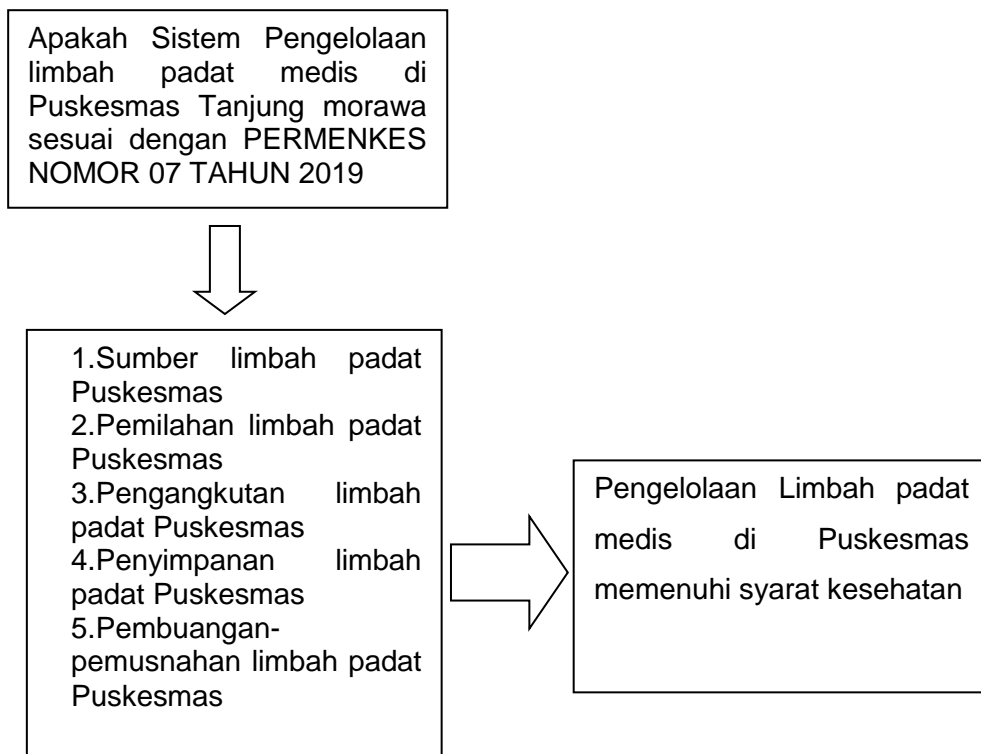 Apakah Sistem Pengelolaan
limbah padat medis di
Puskesmas Tanjung morawa
sesuai dengan PERMENKES
NOMOR 07 TAHUN 2019
1.Sumber limbah padat
Puskesmas
2.Pemilahan limbah padat
Puskesmas
3.Pengangkutan limbah
padat Puskesmas
4.Penyimpanan limbah
padat Puskesmas
5.Pembuangan-
pemusnahan limbah padat
Puskesmas
Pengelolaan Limbah padat
medis di Puskesmas
memenuhi syarat kesehatan